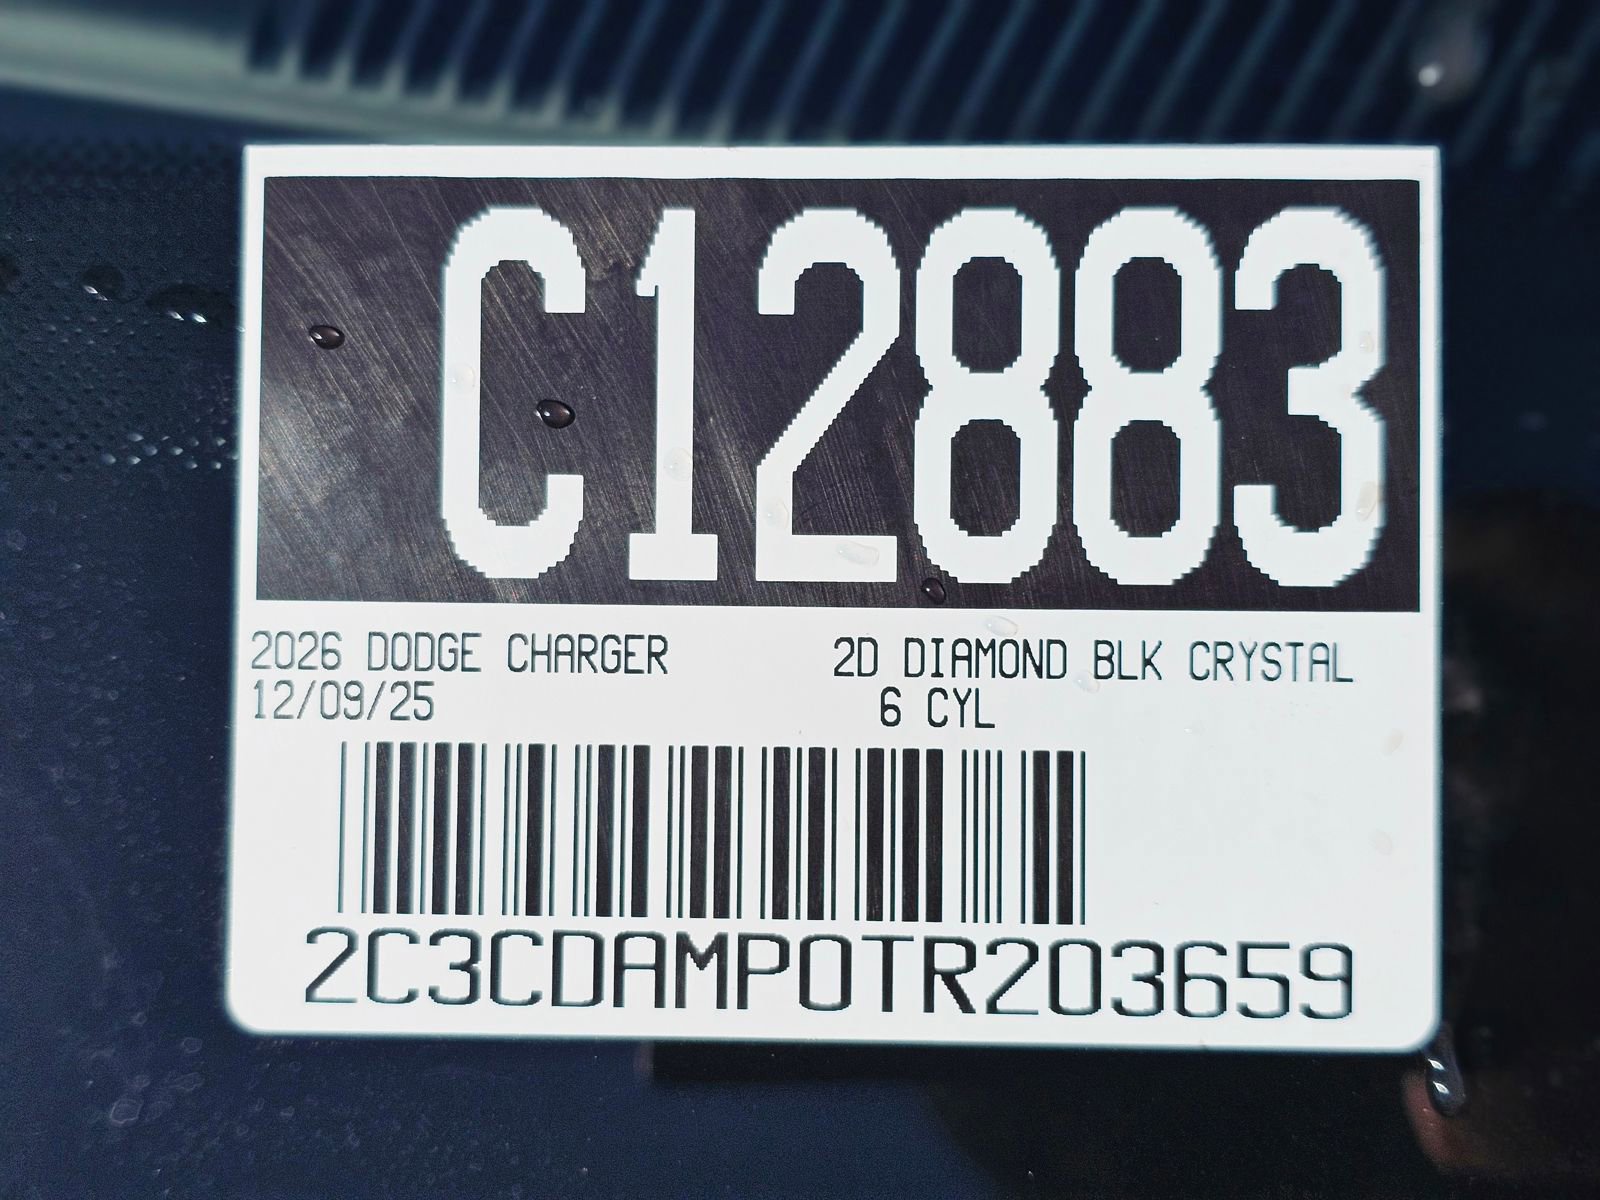 C12883
2026 DODGE CHARGER 2D DIAMOND BLK CRYSTAL
12/09/25 6 CYL
2C3CDAMP0TR203659